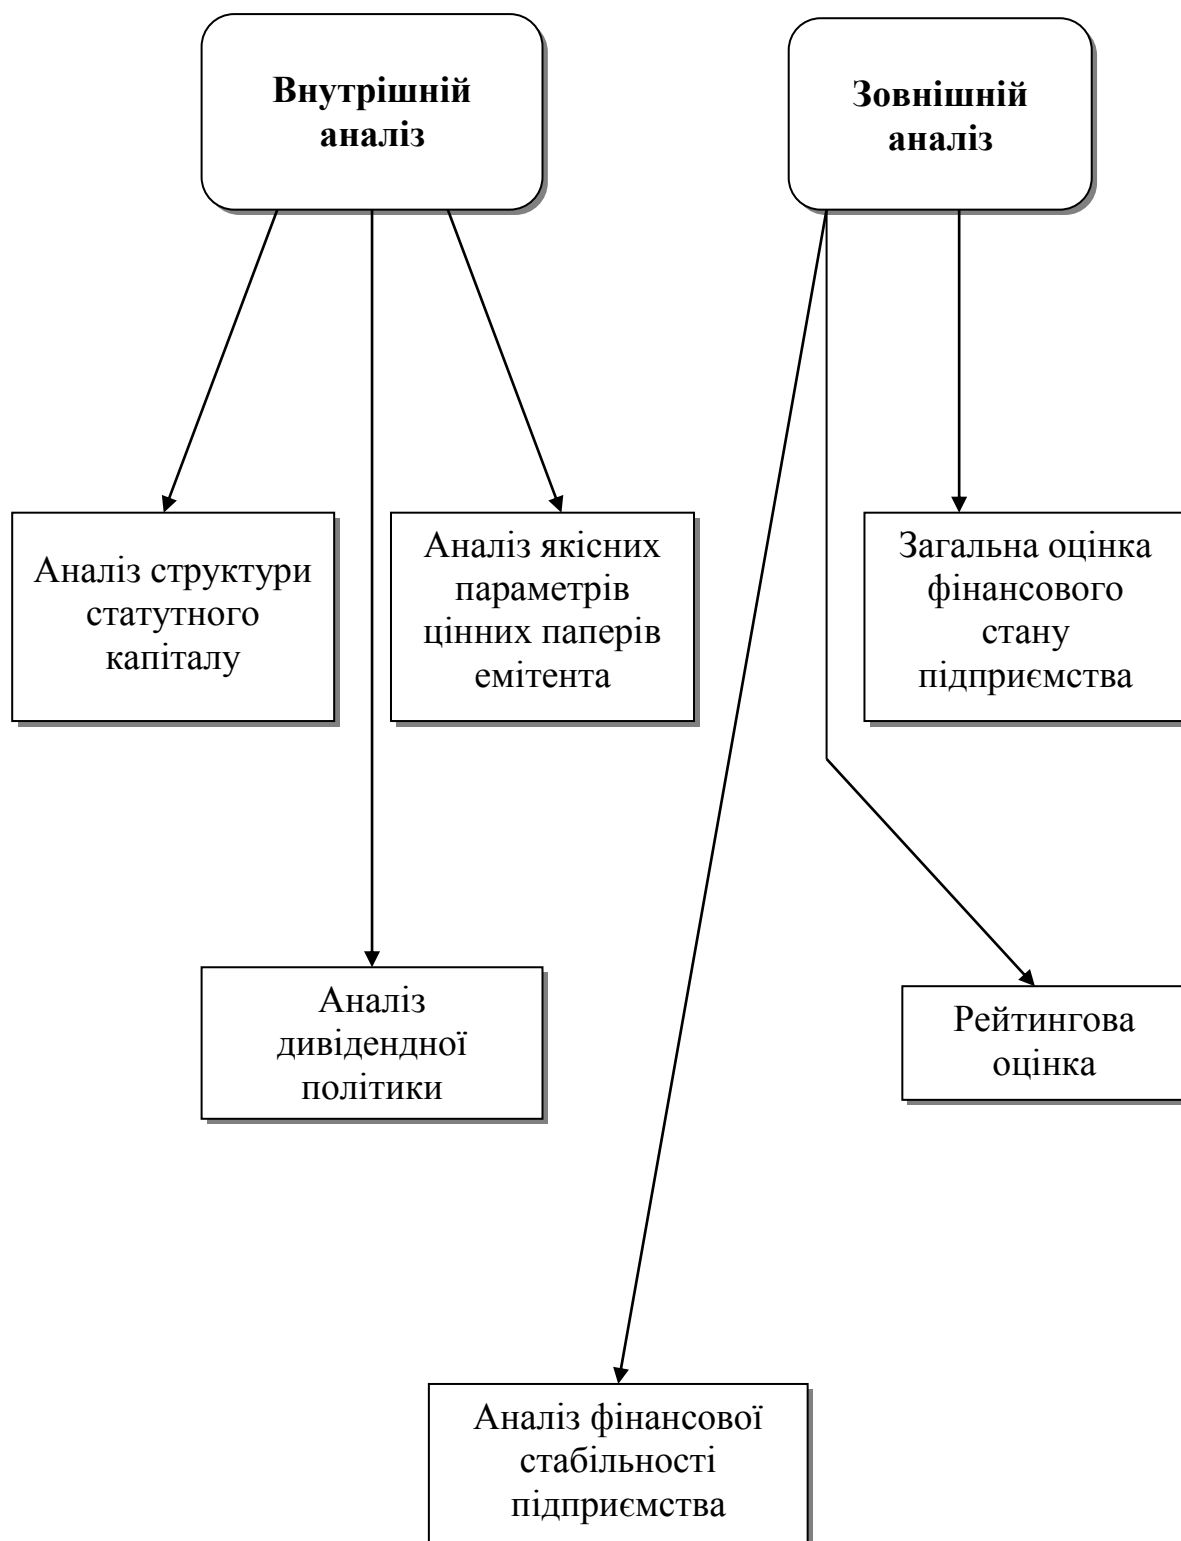 Внутрішній
аналіз
Зовнішній
аналіз
Аналіз структури
статутного
капіталу
Аналіз якісних
параметрів
цінних паперів
емітента
Загальна оцінка
фінансового
стану
підприємства
Аналіз
дивідендної
політики
Рейтингова
оцінка
Аналіз фінансової
стабільності
підприємства